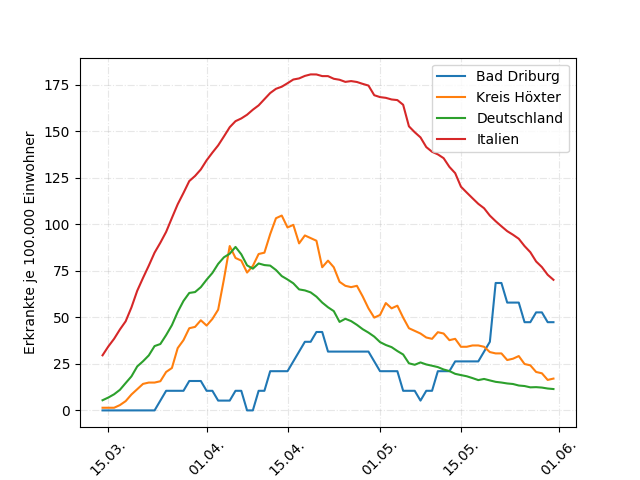 Bad Driburg
Kreis Höxter
Deutschland
Italien
Erkrankte je 100.000 Einwohner
175
150
125
100
75
50
25
0
15.03.
01.04.
15.04.
01.05.
15.05.
01.06.